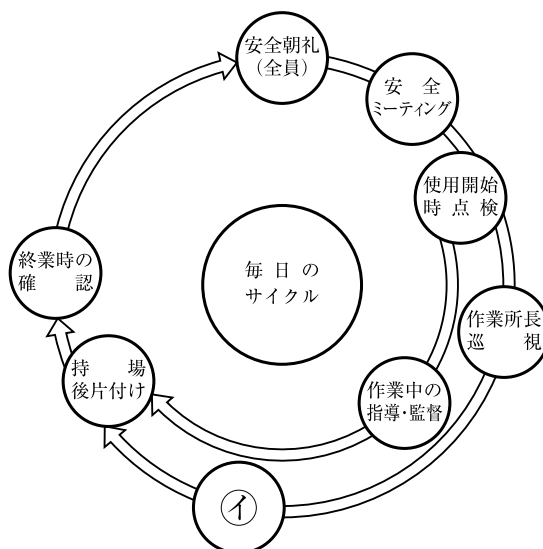 安全朝礼
（全員）
安　全
ミーティング
使用開始
時 点 検
作業所長
巡　視
作業中の
指導・監督
㋑
持　場
後片付け
終業時の
確　認
毎 日 の
サイクル